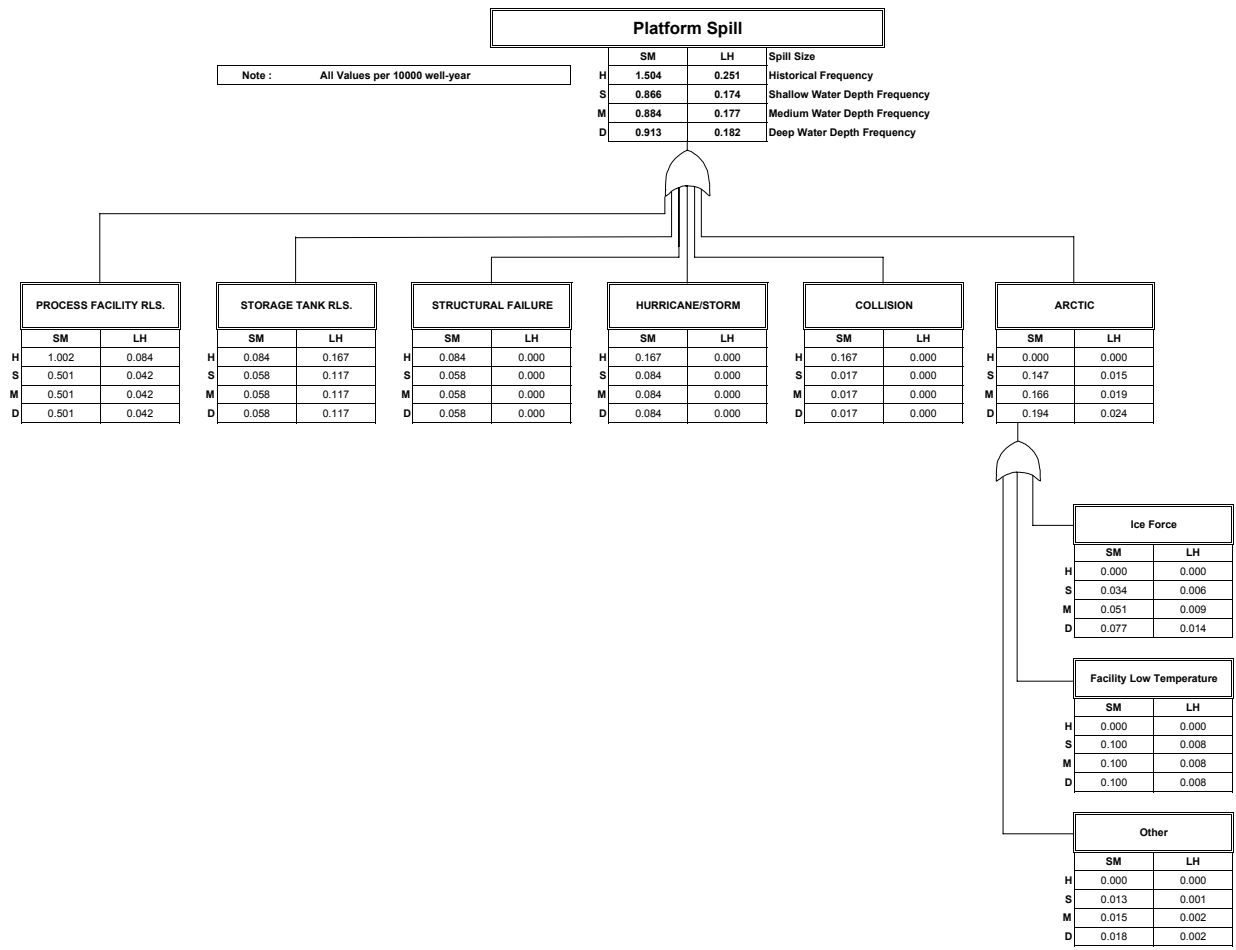 Platform Spill
SM LH Spill Size
Note : All Values per 10000 well-year
H 1.504 0.251 Historical Frequency
S 0.866 0.174 Shallow Water Depth Frequency
M 0.884 0.177 Medium Water Depth Frequency
D 0.913 0.182 Deep Water Depth Frequency
PROCESS FACILITY RLS.
SM LH
H 1.002 0.084
S 0.501 0.042
M 0.501 0.042
D 0.501 0.042
STORAGE TANK RLS.
SM LH
H 0.084 0.167
S 0.058 0.117
M 0.058 0.117
D 0.058 0.117
STRUCTURAL FAILURE
SM LH
H 0.084 0.000
S 0.058 0.000
M 0.058 0.000
D 0.058 0.000
HURRICANE/STORM
SM LH
H 0.167 0.000
S 0.084 0.000
M 0.084 0.000
D 0.084 0.000
COLLISION
SM LH
H 0.167 0.000
S 0.017 0.000
M 0.017 0.000
D 0.017 0.000
ARCTIC
SM LH
H 0.000 0.000
S 0.147 0.015
M 0.166 0.019
D 0.194 0.024
Ice Force
SM LH
H 0.000 0.000
S 0.034 0.006
M 0.051 0.009
D 0.077 0.014
Facility Low Temperature
SM LH
H 0.000 0.000
S 0.100 0.008
M 0.100 0.008
D 0.100 0.008
Other
SM LH
H 0.000 0.000
S 0.013 0.001
M 0.015 0.002
D 0.018 0.002